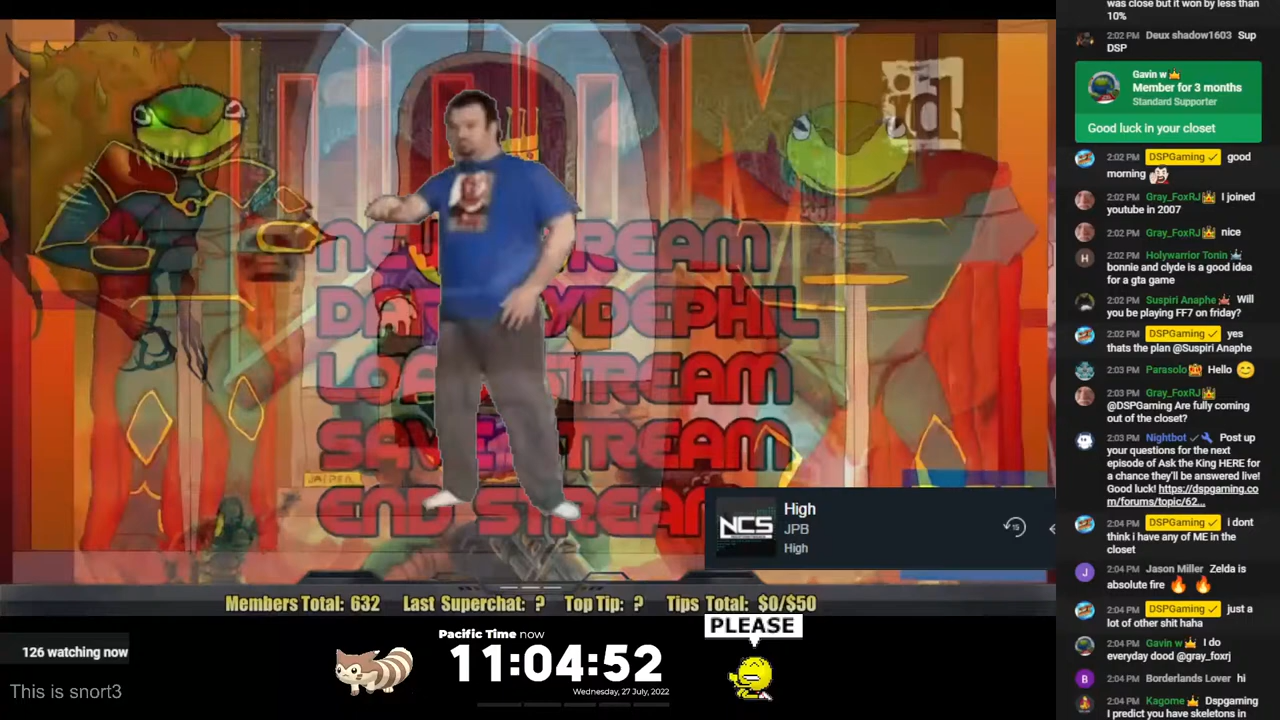 DOOM
id
NEW STREAM
DEPHIL
LOAD STREAM
SAVE STREAM
END STREAM
NCS
High
JPB
High
15
Members Total: 632 Last Superchat: ? Top Tip: ? Tips Total: $0/$50
PLEASE
126 watching now
This is snort3
Pacific Time now
11:04:52
Wednesday, 27 July, 2022
was close but it won by less than
10%
2:02 PM Deux shadow1603 Sup
DSP
Gavin w
Member for 3 months
Standard Supporter
Good luck in your closet
2:02 PM DSPGaming good
morning
2:02 PM Gray_FoxRJ I joined
youtube in 2007
2:02 PM Gray_FoxRJ nice
H
2:02 PM Holywarrior Tonin
bonnie and clyde is a good idea
for a gta game
2:02 PM Suspiri Anaphe Will
you be playing FF7 on friday?
2:02 PM DSPGaming yes
thats the plan @Suspiri Anaphe
2:03 PM Parasolo Hello 😊
2:03 PM Gray_FoxRJ
@DSPGaming Are fully coming
out of the closet?
2:03 PM Nightbot Post up
your questions for the next
episode of Ask the King HERE for
a chance they'll be answered live!
Good luck! https://dspgaming.co
m/forums/topic/62...
2:04 PM DSPGaming i dont
think i have any of ME in the
closet
J
2:04 PM Jason Miller Zelda is
absolute fire 🔥 🔥
2:04 PM DSPGaming just a
lot of other shit haha
2:04 PM Gavin w I do
everyday dood @gray_foxrj
B
2:04 PM Borderlands Lover hi
2:04 PM Kagome Dspgaming
I predict you have skeletons in